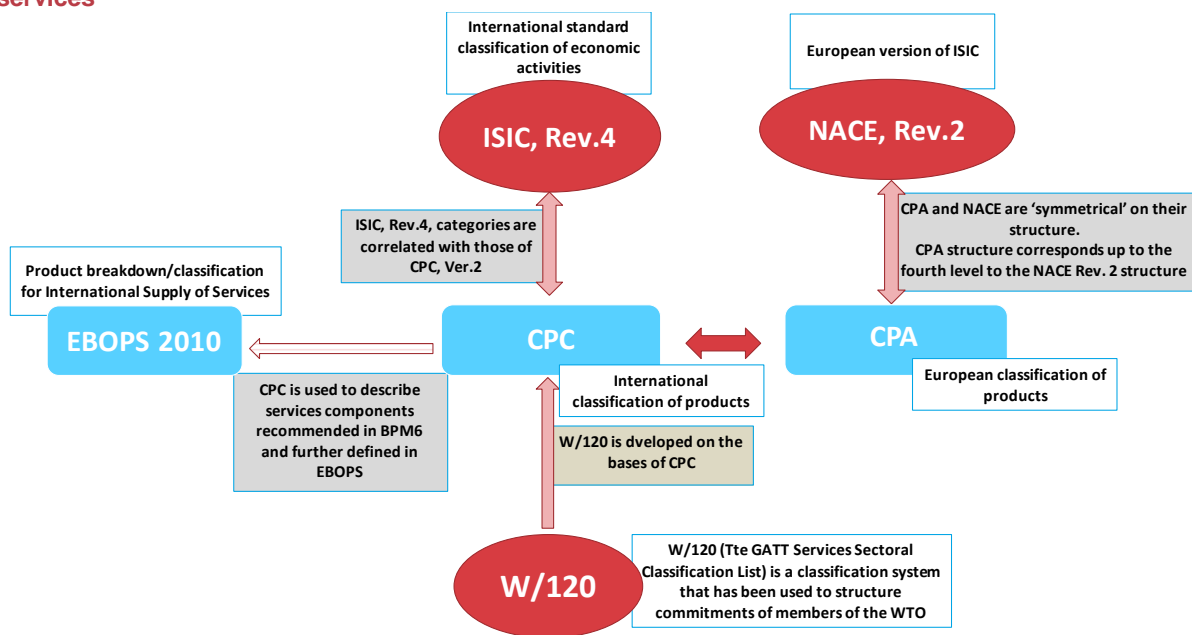 services
International standard
classification of economic
activities
European version of ISIC
ISIC, Rev.4
NACE, Rev.2
ISIC, Rev.4, categories are
correlated with those of
CPC, Ver.2
CPA and NACE are ‘symmetrical’ on their
structure.
CPA structure corresponds up to the
fourth level to the NACE Rev. 2 structure
Product breakdown/classification
for International Supply of Services
EBOPS 2010
CPC
CPA
International
classification of products
European classification of
products
CPC is used to describe
services components
recommended in BPM6
and further defined in
EBOPS
W/120 is dveloped on the
bases of CPC
W/120
W/120 (Tte GATT Services Sectoral
Classification List) is a classification system
that has been used to structure
commitments of members of the WTO